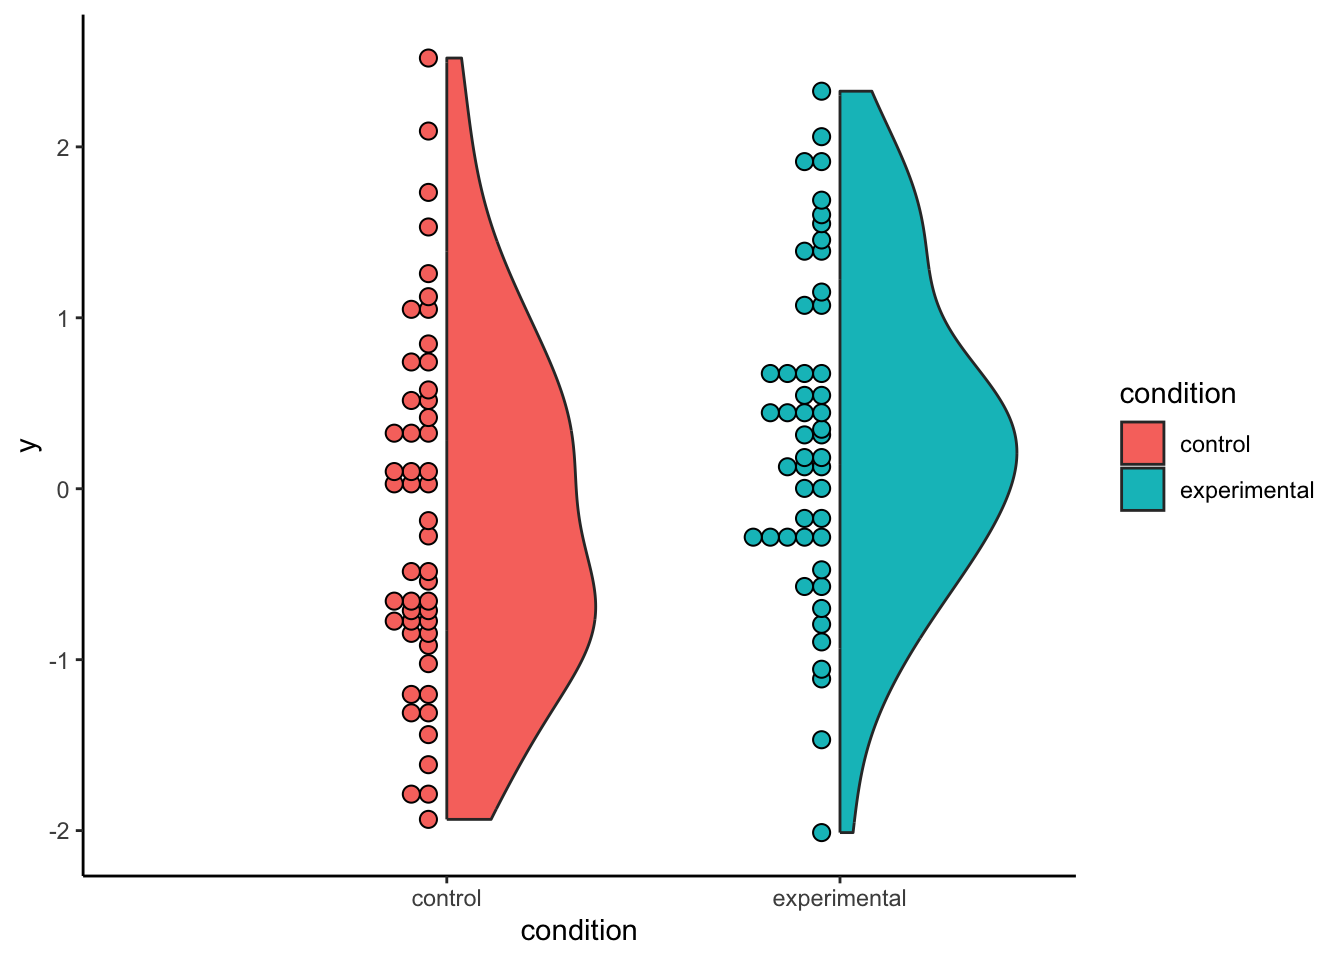 2
1
0
-1
-2
y
control
experimental
condition
condition
control
experimental